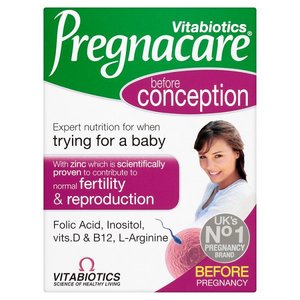 Vitabiotics
Pregnacare®
before
conception
Expert nutrition for when
trying for a baby
With zinc which is scientifically
proven to contribute to
normal fertility
& reproduction
Folic Acid, Inositol,
vits.D & B12, L-Arginine
UK's
Nº1
PREGNANCY
BRAND
VITABIOTICS
SCIENCE OF HEALTHY LIVING
BEFORE
PREGNANCY